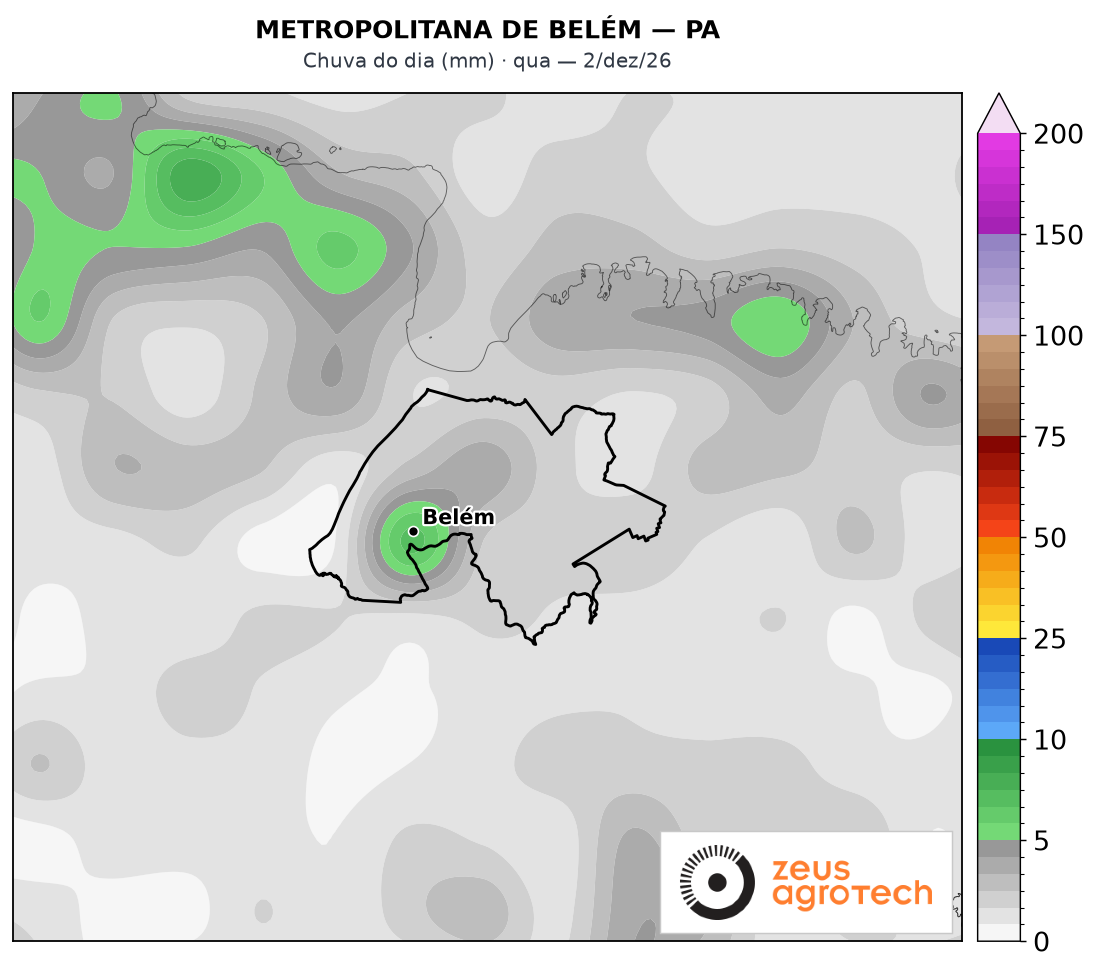 METROPOLITANA DE BELÉM — PA
Chuva do dia (mm) · qua — 2/dez/26
200
150
100
75
50
25
10
5
0
Belém
zeus
agrotech